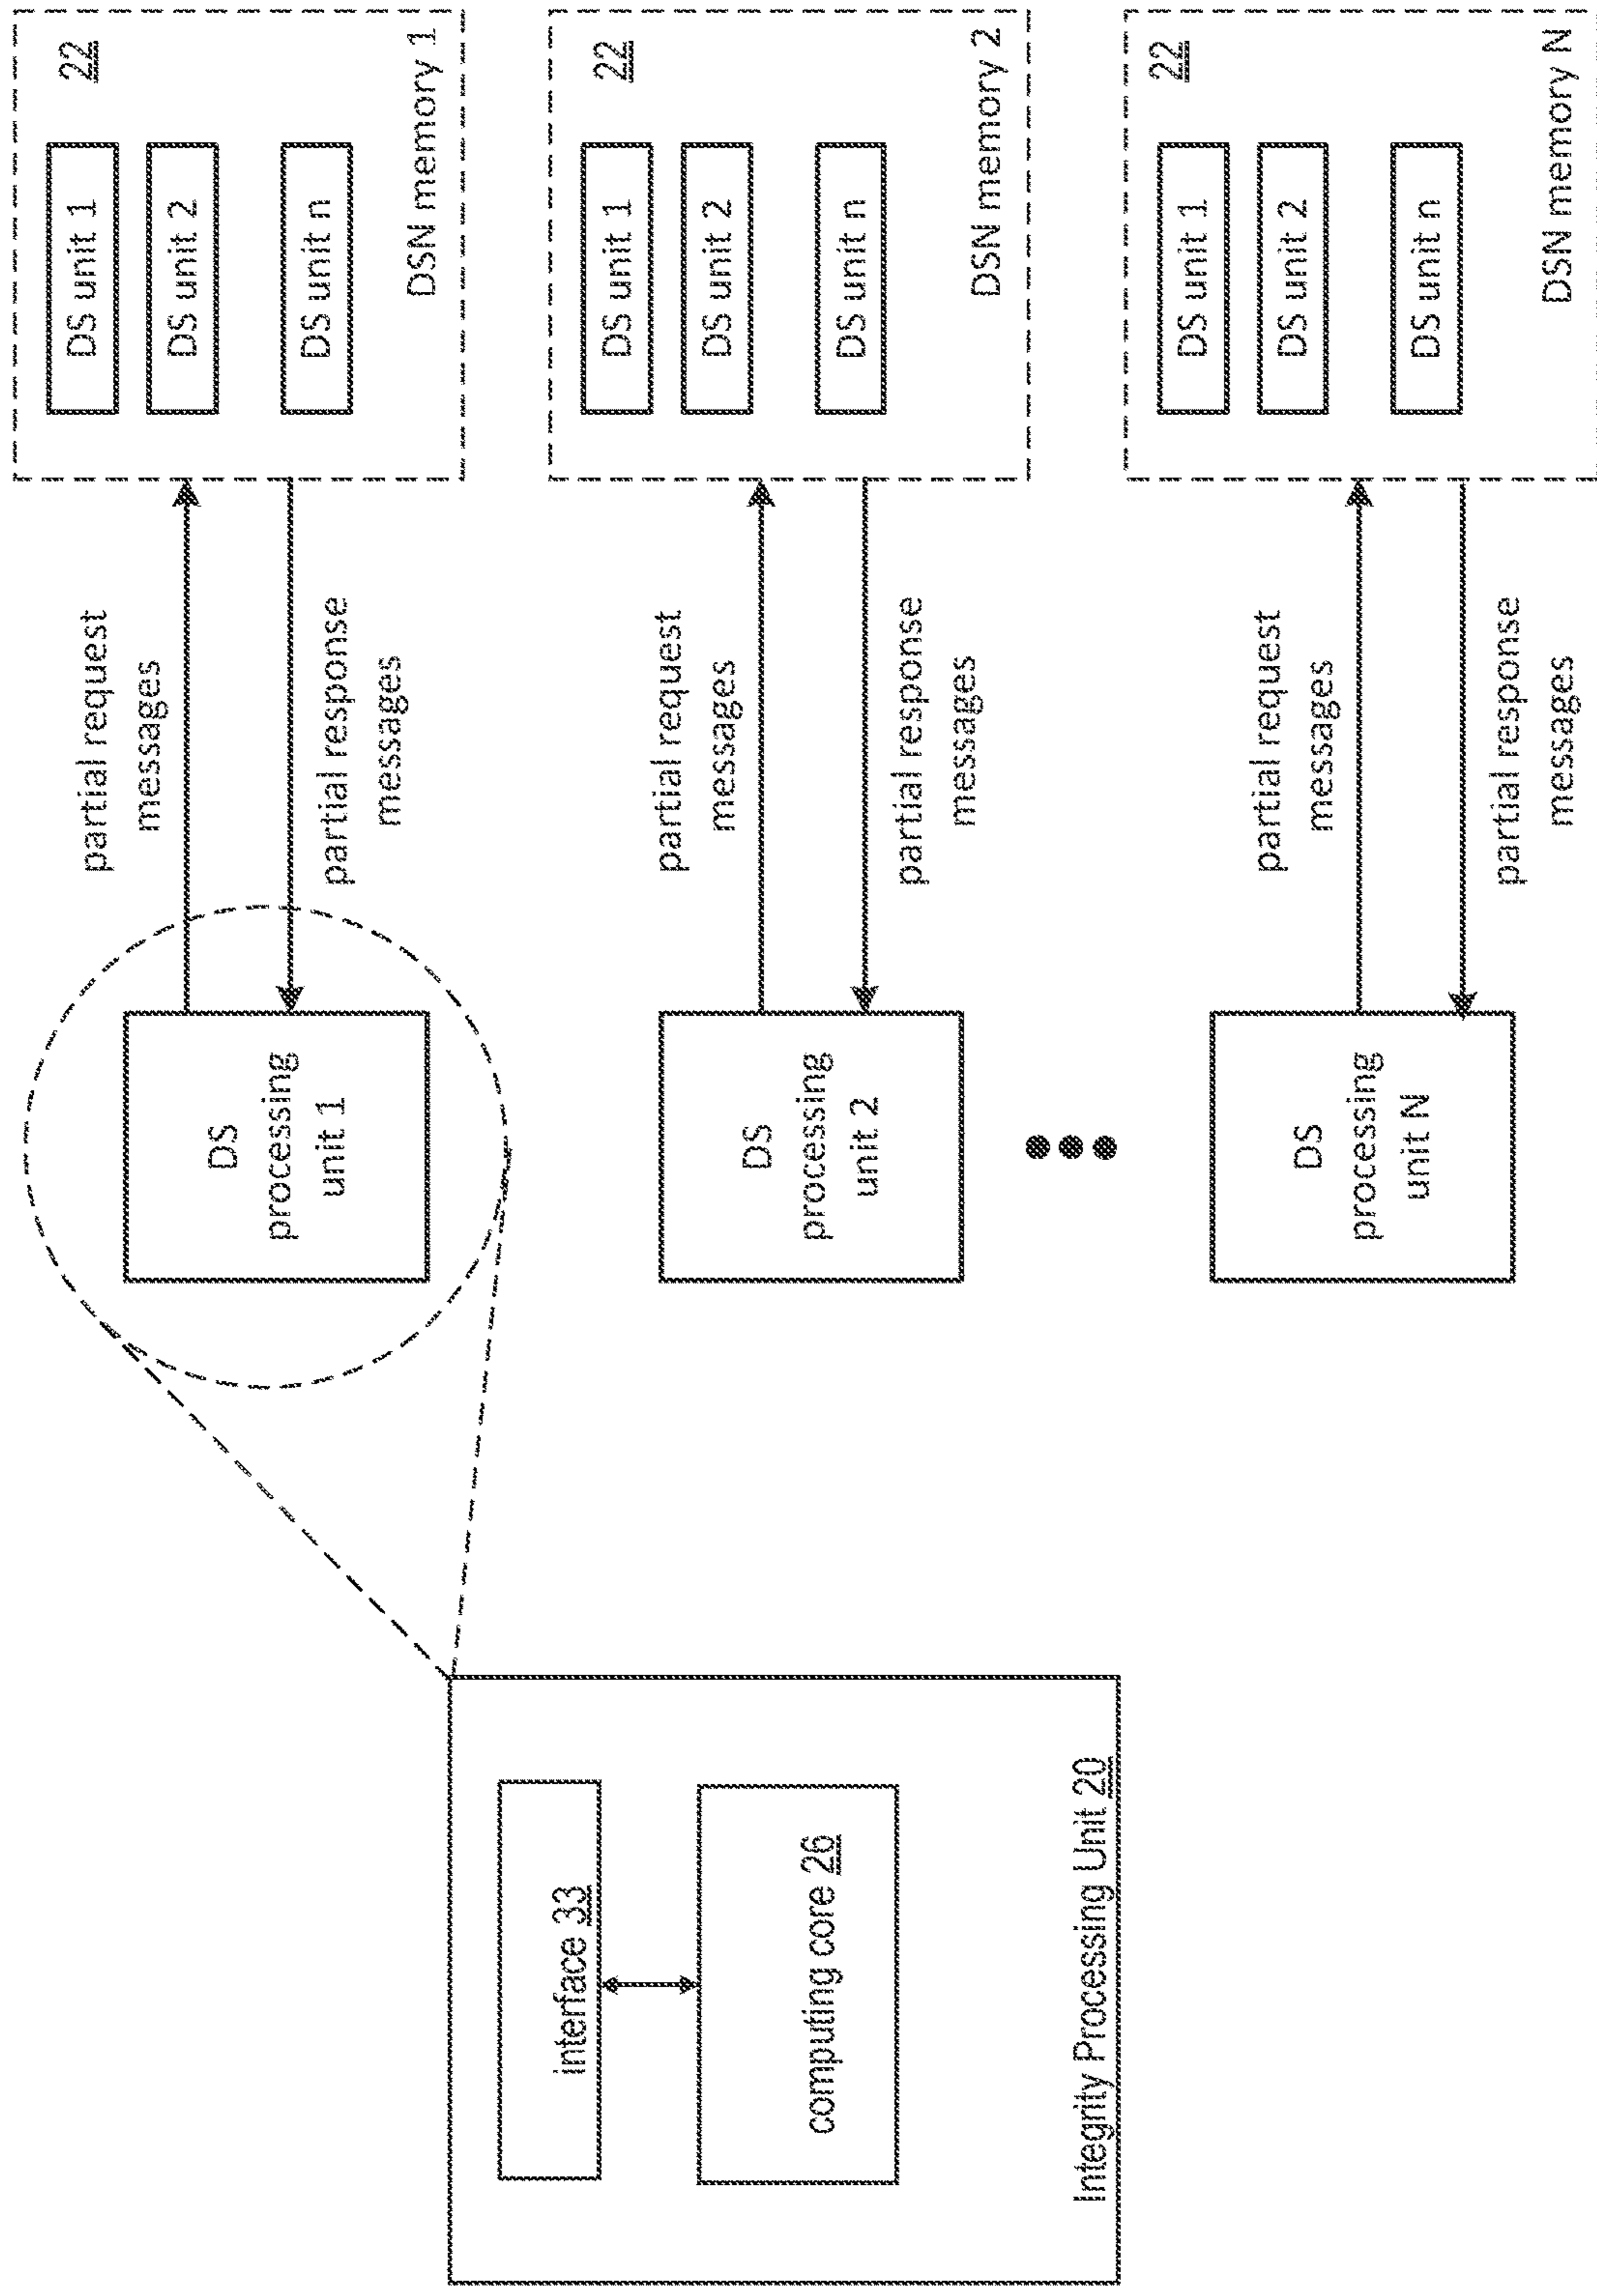 22
DS unit 1
DS unit 2
DS unit n
DSN memory 1
partial request
messages
partial response
messages
DS
processing
unit 1
22
DS unit 1
DS unit 2
DS unit n
DSN memory 2
partial request
messages
partial response
messages
DS
processing
unit 2
22
DS unit 1
DS unit 2
DS unit n
DSN memory N
partial request
messages
partial response
messages
DS
processing
unit N
interface 33
computing core 26
Integrity Processing Unit 20